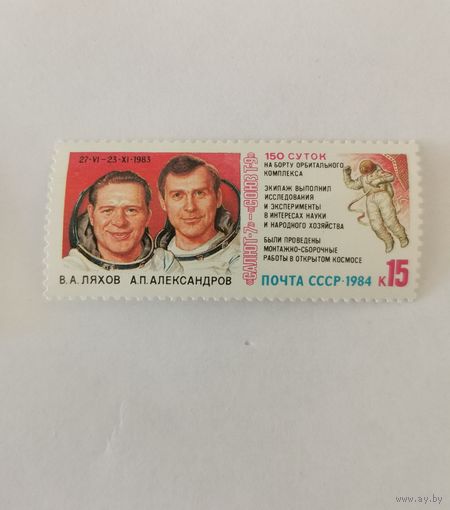 27-VI-23-XI-1983
В.А.ЛЯХОВ А.П.АЛЕКСАНДРОВ
«САЛЮТ-7»-«СОЮЗ Т-9»
150 СУТОК
НА БОРТУ ОРБИТАЛЬНОГО
КОМПЛЕКСА
ЭКИПАЖ ВЫПОЛНИЛ
ИССЛЕДОВАНИЯ
И ЭКСПЕРИМЕНТЫ
В ИНТЕРЕСАХ НАУКИ
И НАРОДНОГО ХОЗЯЙСТВА
БЫЛИ ПРОВЕДЕНЫ
МОНТАЖНО-СБОРОЧНЫЕ
РАБОТЫ В ОТКРЫТОМ КОСМОСЕ
ПОЧТА СССР·1984 К15
www.ay.by